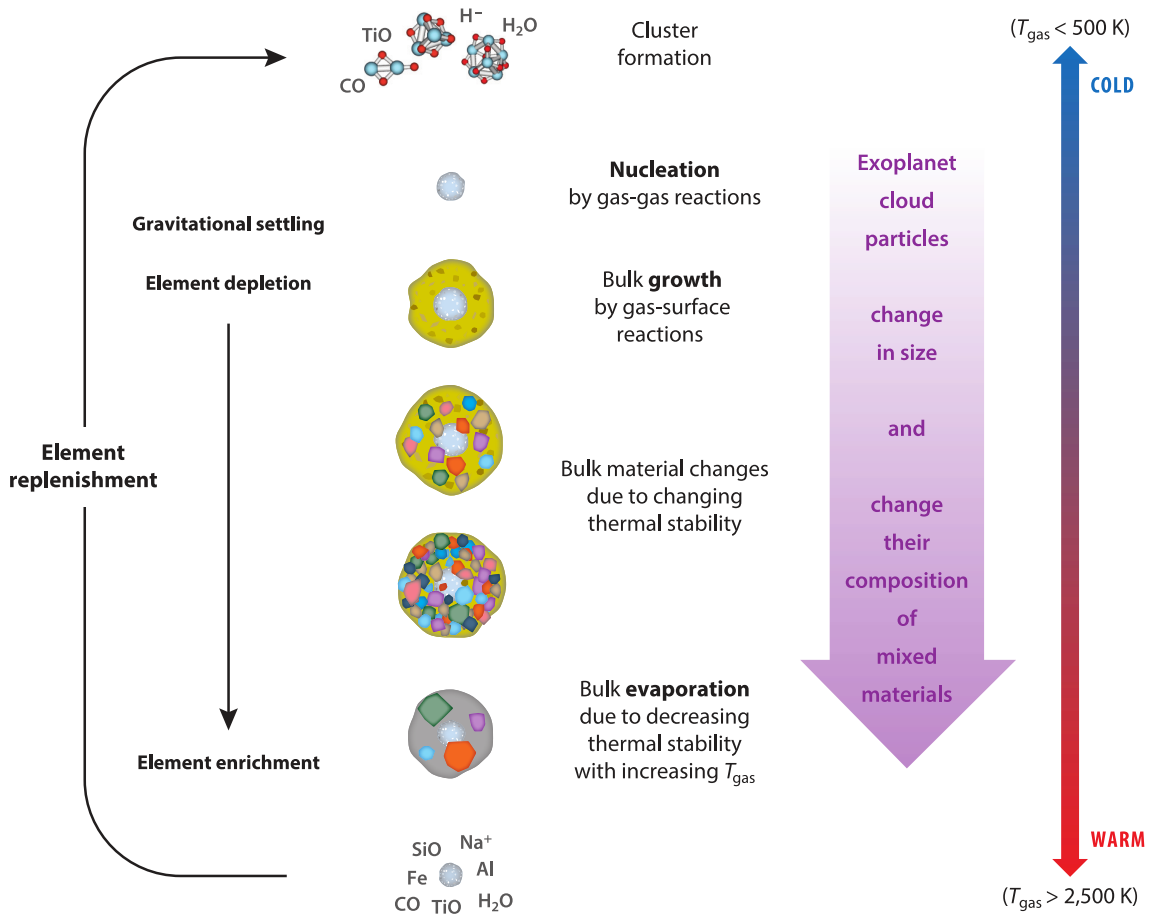 H⁻
TiO
H₂O
CO
Cluster
formation
(T_gas < 500 K)
COLD
Nucleation
by gas-gas reactions
Gravitational settling
Element depletion
Bulk growth
by gas-surface
reactions
Element
replenishment
Bulk material changes
due to changing
thermal stability
Bulk evaporation
due to decreasing
thermal stability
with increasing T_gas
Element enrichment
Exoplanet
cloud
particles
change
in size
and
change
their
composition
of
mixed
materials
SiO
Na⁺
Fe
Al
CO
TiO
H₂O
WARM
(T_gas > 2,500 K)